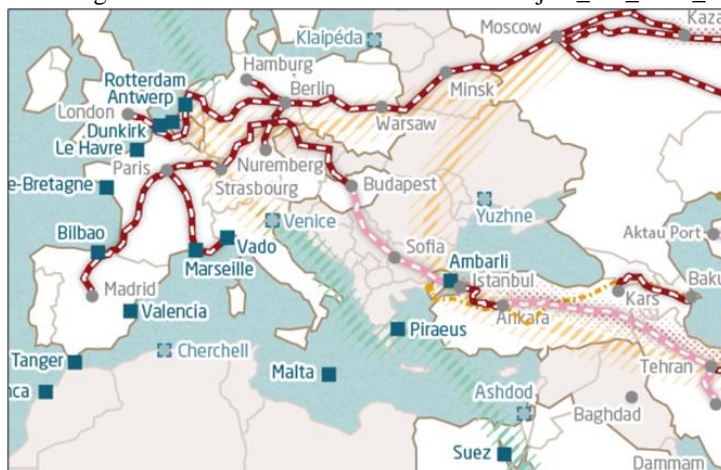 Moscow
Kaza
Klaipéda
Hamburg
Rotterdam
Antwerp
Berlin
Minsk
London
Dunkirk
Warsaw
Le Havre
Paris
Nuremberg
Strasbourg
e-Bretagne
Budapest
Yuzhne
Venice
Bilbao
Aktau Port
Vado
Sofia
Ambarli
Marseille
Istanbul
Madrid
Kars
Baku
Valencia
Ankara
Piraeus
Tanger
Cherchell
Tehran
Malta
nca
Ashdod
Baghdad
Suez
Dammam